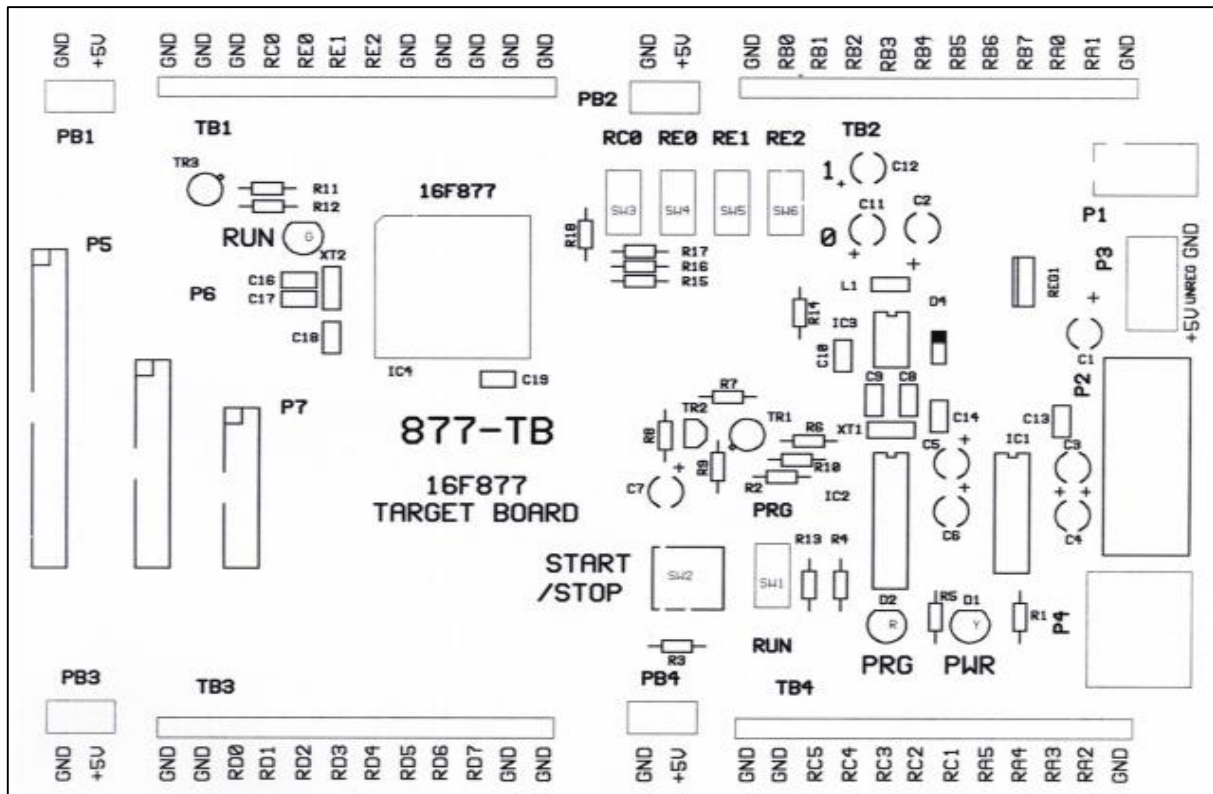 GND +5V
GND GND GND RC0 RE0 RE1 RE2 GND GND GND GND GND
GND +5V
GND RB0 RB1 RB2 RB3 RB4 RB5 RB6 RB7 RA0 RA1 GND
PB1
TB1
PB2
TB2
RC0 RE0 RE1 RE2
TR3
R11
R12
16F877
SW3 SW4 SW5 SW6
1
+
C12
0
C11
+
C2
+
P1
RUN
G
XT2
R18
R17
R16
R15
P5
P6
C16
C17
C18
L1
REG1
P3
GND
UNREG
+5V
R14
IC3
D4
+
C1
C10
IC4
C19
C9
C8
P2
P7
R7
877-TB
R8
TR2
TR1
R6
XT1
C14
C13
R9
R10
C5
+
IC1
C3
C7
+
R2
IC2
+
+
+
16F877
TARGET BOARD
PRG
C6
C4
START
/STOP
SW2
SW1
R13
R4
D2
R
R5
D1
Y
R1
P4
R3
RUN
PRG
PWR
PB3
TB3
PB4
TB4
GND +5V
GND GND RD0 RD1 RD2 RD3 RD4 RD5 RD6 RD7 GND GND
GND +5V
GND GND RC5 RC4 RC3 RC2 RC1 RA5 RA4 RA3 RA2 GND